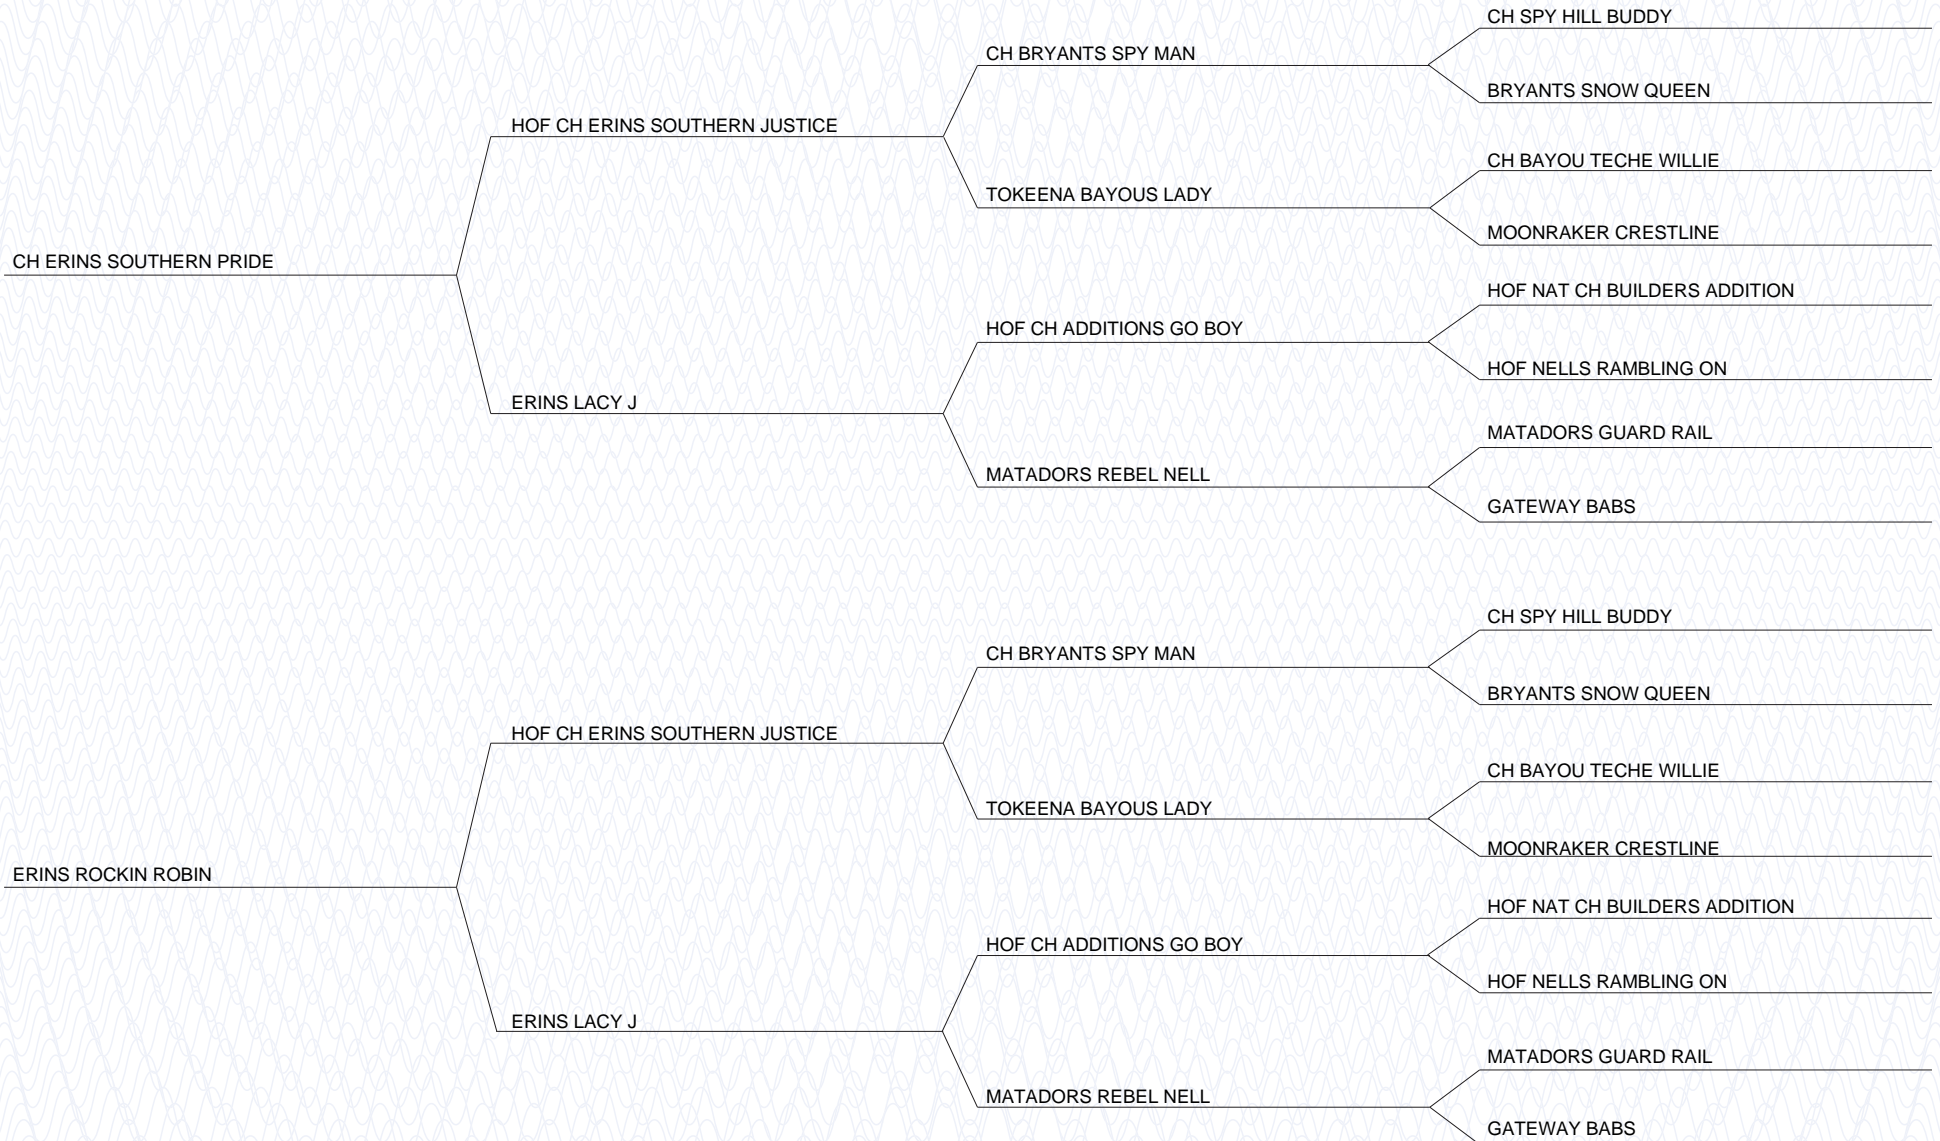 CH SPY HILL BUDDY
CH BRYANTS SPY MAN
BRYANTS SNOW QUEEN
HOF CH ERINS SOUTHERN JUSTICE
CH BAYOU TECHE WILLIE
TOKEENA BAYOUS LADY
MOONRAKER CRESTLINE
CH ERINS SOUTHERN PRIDE
HOF NAT CH BUILDERS ADDITION
HOF CH ADDITIONS GO BOY
HOF NELLS RAMBLING ON
ERINS LACY J
MATADORS GUARD RAIL
MATADORS REBEL NELL
GATEWAY BABS
CH SPY HILL BUDDY
CH BRYANTS SPY MAN
BRYANTS SNOW QUEEN
HOF CH ERINS SOUTHERN JUSTICE
CH BAYOU TECHE WILLIE
TOKEENA BAYOUS LADY
MOONRAKER CRESTLINE
ERINS ROCKIN ROBIN
HOF NAT CH BUILDERS ADDITION
HOF CH ADDITIONS GO BOY
HOF NELLS RAMBLING ON
ERINS LACY J
MATADORS GUARD RAIL
MATADORS REBEL NELL
GATEWAY BABS